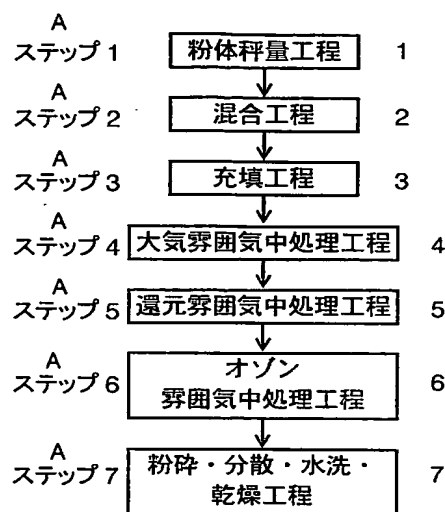 A
ステップ 1 粉体秤量工程 1
A
ステップ 2 混合工程 2
A
ステップ 3 充填工程 3
A
ステップ 4 大気雰囲気中処理工程 4
A
ステップ 5 還元雰囲気中処理工程 5
A
ステップ 6 オゾン
雰囲気中処理工程 6
A
ステップ 7 粉砕・分散・水洗・
乾燥工程 7